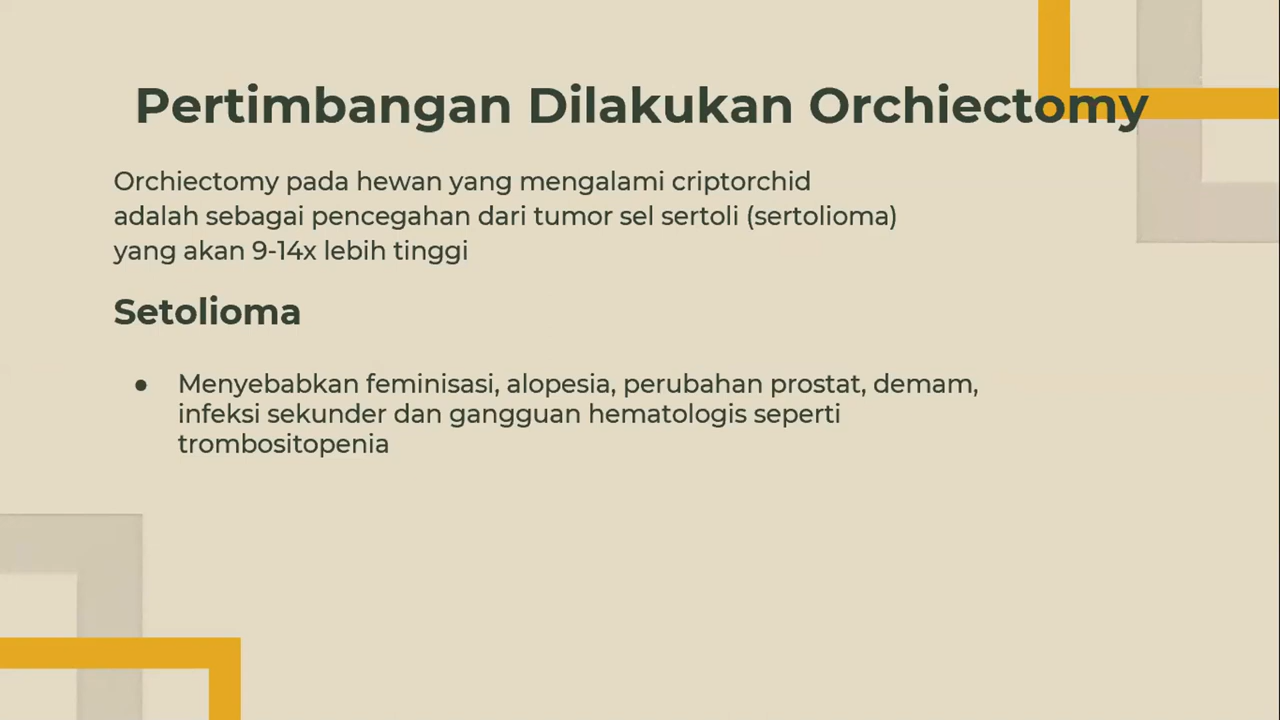 Pertimbangan Dilakukan Orchiectomy
Orchiectomy pada hewan yang mengalami criptorchid
adalah sebagai pencegahan dari tumor sel sertoli (sertolioma)
yang akan 9-14x lebih tinggi
Setolioma
● Menyebabkan feminisasi, alopesia, perubahan prostat, demam,
infeksi sekunder dan gangguan hematologis seperti
trombositopenia